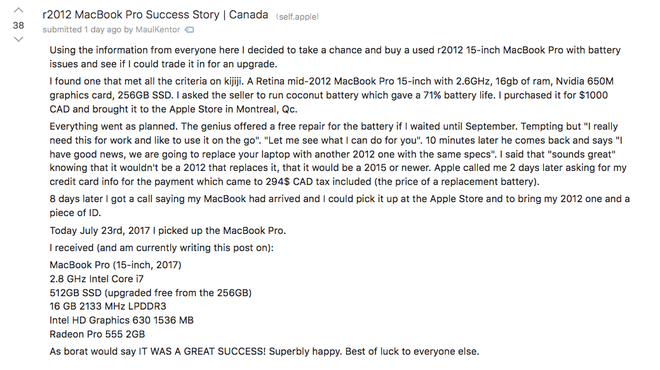 r2012 MacBook Pro Success Story | Canada (self.apple)
38
submitted 1 day ago by MaulKentor
Using the information from everyone here I decided to take a chance and buy a used r2012 15-inch MacBook Pro with battery
issues and see if I could trade it in for an upgrade.
I found one that met all the criteria on kijiji. A Retina mid-2012 MacBook Pro 15-inch with 2.6GHz, 16gb of ram, Nvidia 650M
graphics card, 256GB SSD. I asked the seller to run coconut battery which gave a 71% battery life. I purchased it for $1000
CAD and brought it to the Apple Store in Montreal, Qc.
Everything went as planned. The genius offered a free repair for the battery if I waited until September. Tempting but "I really
need this for work and like to use it on the go". "Let me see what I can do for you". 10 minutes later he comes back and says "I
have good news, we are going to replace your laptop with another 2012 one with the same specs". I said that "sounds great"
knowing that it wouldn't be a 2012 that replaces it, that it would be a 2015 or newer. Apple called me 2 days later asking for my
credit card info for the payment which came to 294$ CAD tax included (the price of a replacement battery).
8 days later I got a call saying my MacBook had arrived and I could pick it up at the Apple Store and to bring my 2012 one and a
piece of ID.
Today July 23rd, 2017 I picked up the MacBook Pro.
I received (and am currently writing this post on):
MacBook Pro (15-inch, 2017)
2.8 GHz Intel Core i7
512GB SSD (upgraded free from the 256GB)
16 GB 2133 MHz LPDDR3
Intel HD Graphics 630 1536 MB
Radeon Pro 555 2GB
As borat would say IT WAS A GREAT SUCCESS! Superbly happy. Best of luck to everyone else.